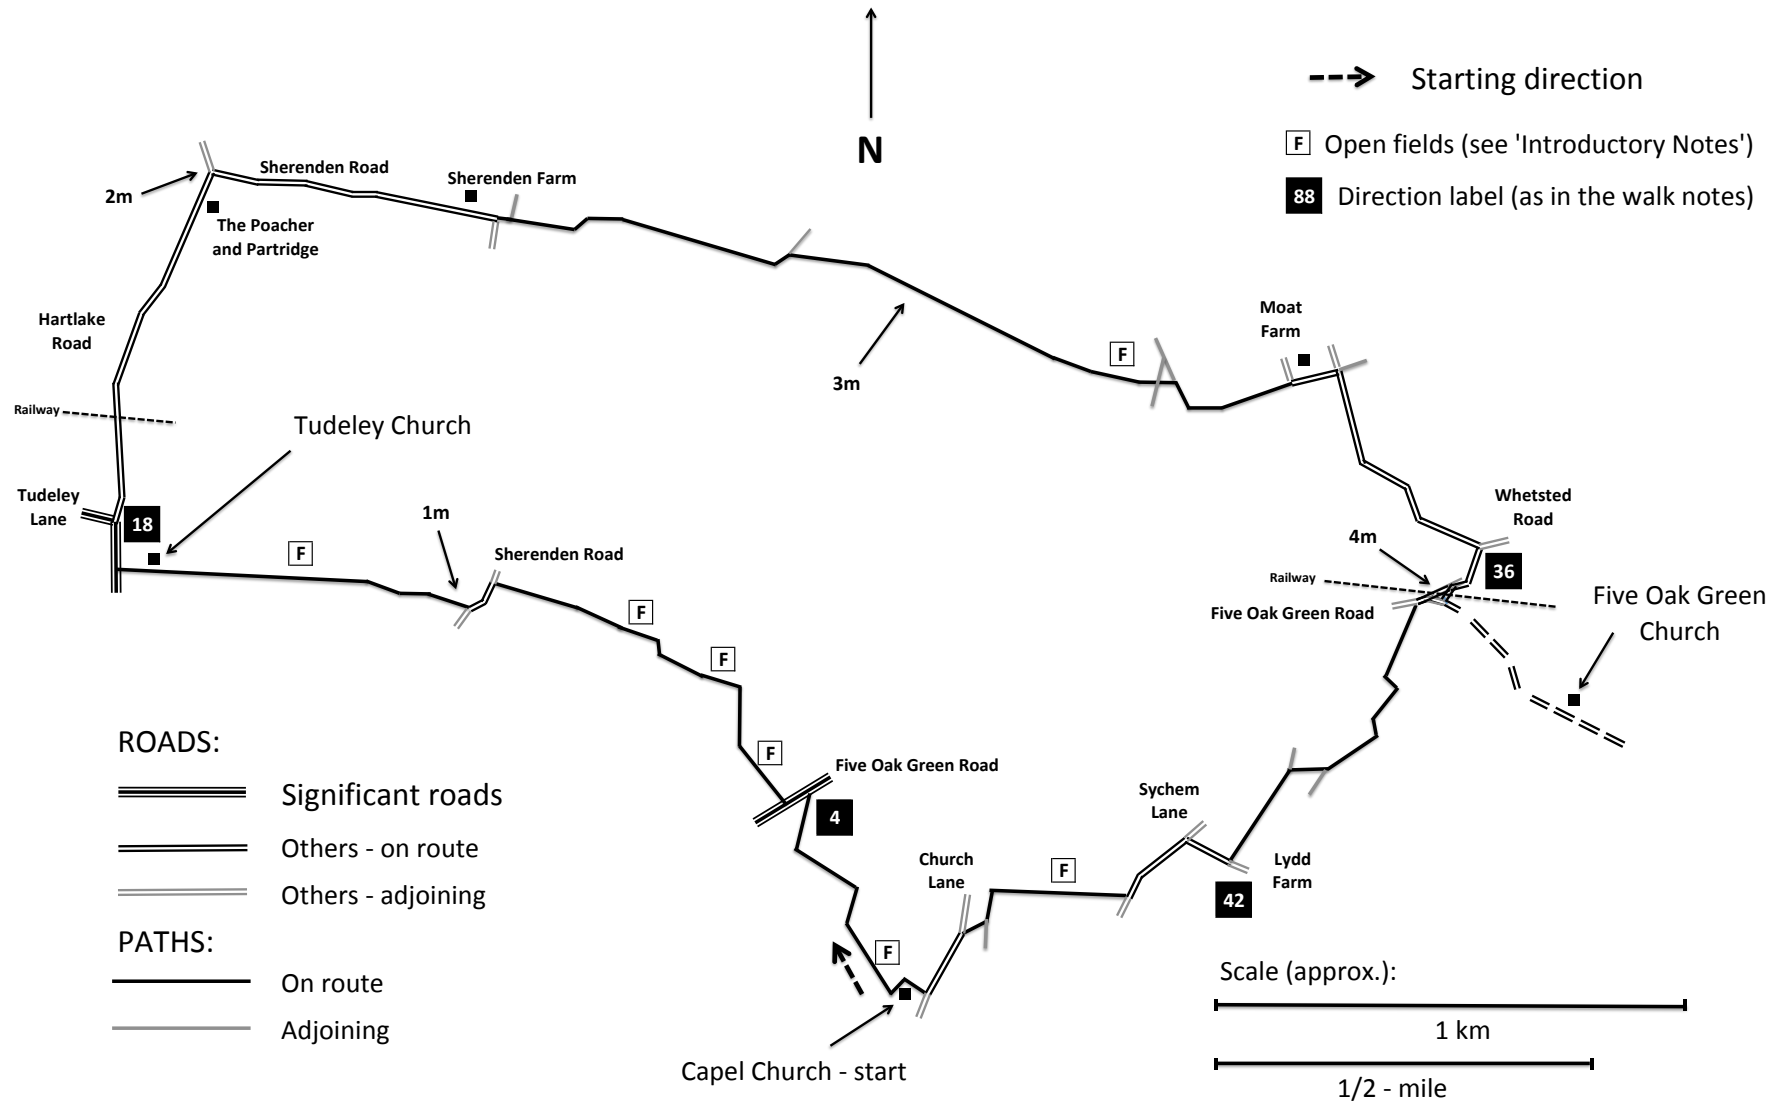 Starting direction
N
F Open fields (see 'Introductory Notes')
88 Direction label (as in the walk notes)
Sherenden Road
Sherenden Farm
2m
The Poacher
and Partridge
Hartlake
Road
Moat
Farm
F
3m
Railway
Tudeley Church
Tudeley
Lane
18
1m
F
Sherenden Road
Whetsted
Road
4m
36
Railway
Five Oak Green Road
Five Oak Green
Church
F
F
F
Five Oak Green Road
4
Sychem
Lane
Church
Lane
F
Lydd
Farm
42
F
Capel Church - start
ROADS:
Significant roads
Others - on route
Others - adjoining
PATHS:
On route
Adjoining
Scale (approx.):
1 km
1/2 - mile